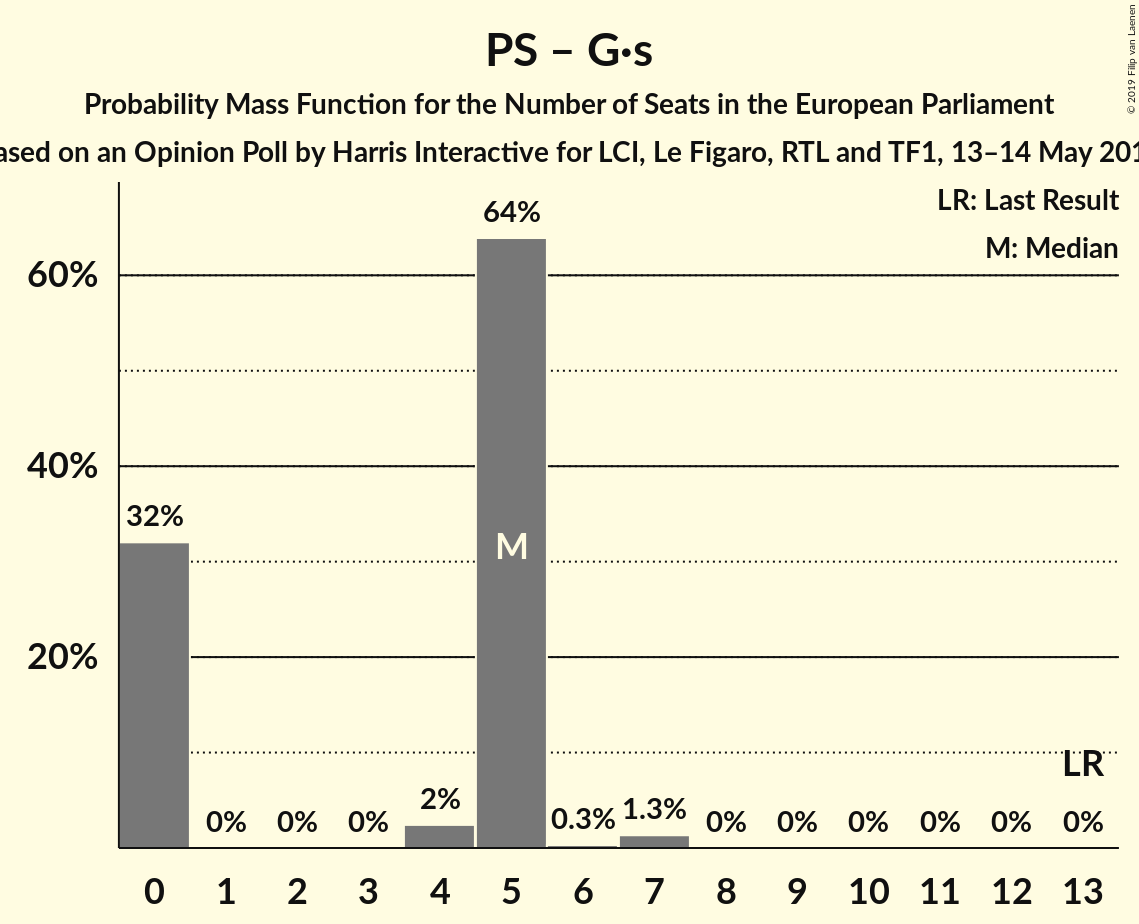 PS – G·s
Probability Mass Function for the Number of Seats in the European Parliament
ased on an Opinion Poll by Harris Interactive for LCI, Le Figaro, RTL and TF1, 13–14 May 201
© 2019 Filip van Laenen
LR: Last Result
M: Median
60%
40%
20%
32%
0%
0%
0%
2%
64%
M
0.3%
1.3%
0%
0%
0%
0%
0%
LR
0%
0 1 2 3 4 5 6 7 8 9 10 11 12 13